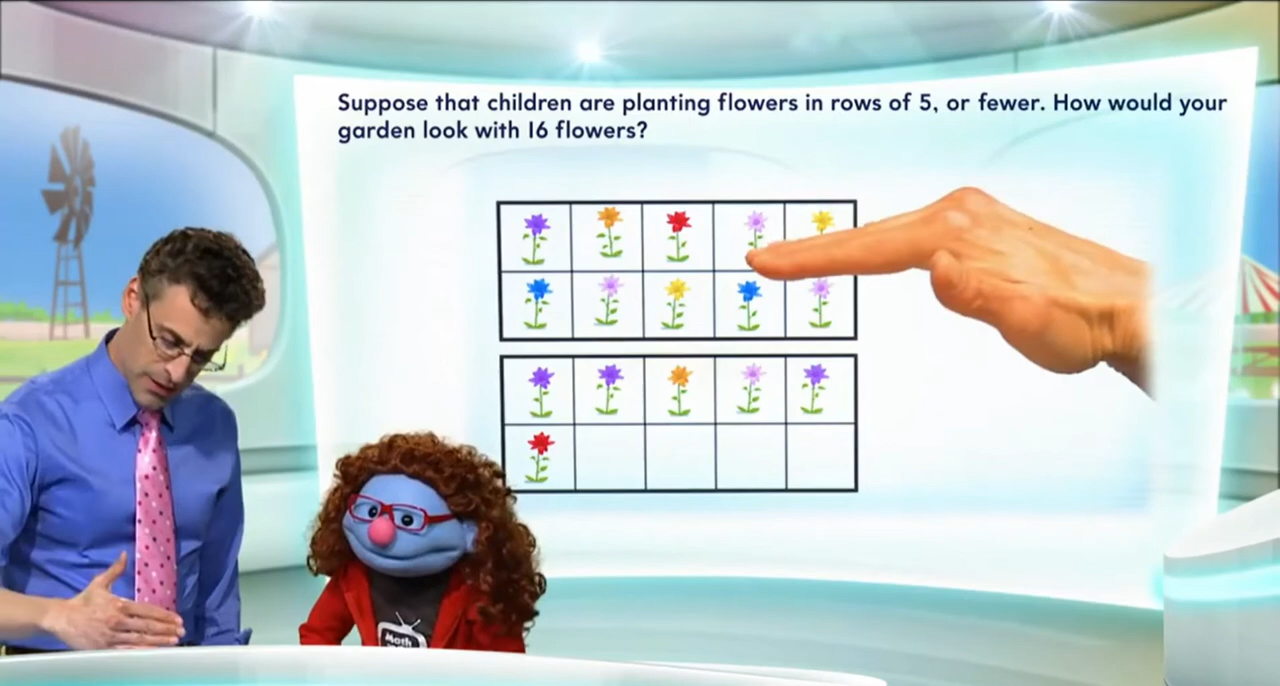 Suppose that children are planting flowers in rows of 5, or fewer. How would your
garden look with 16 flowers?
Math